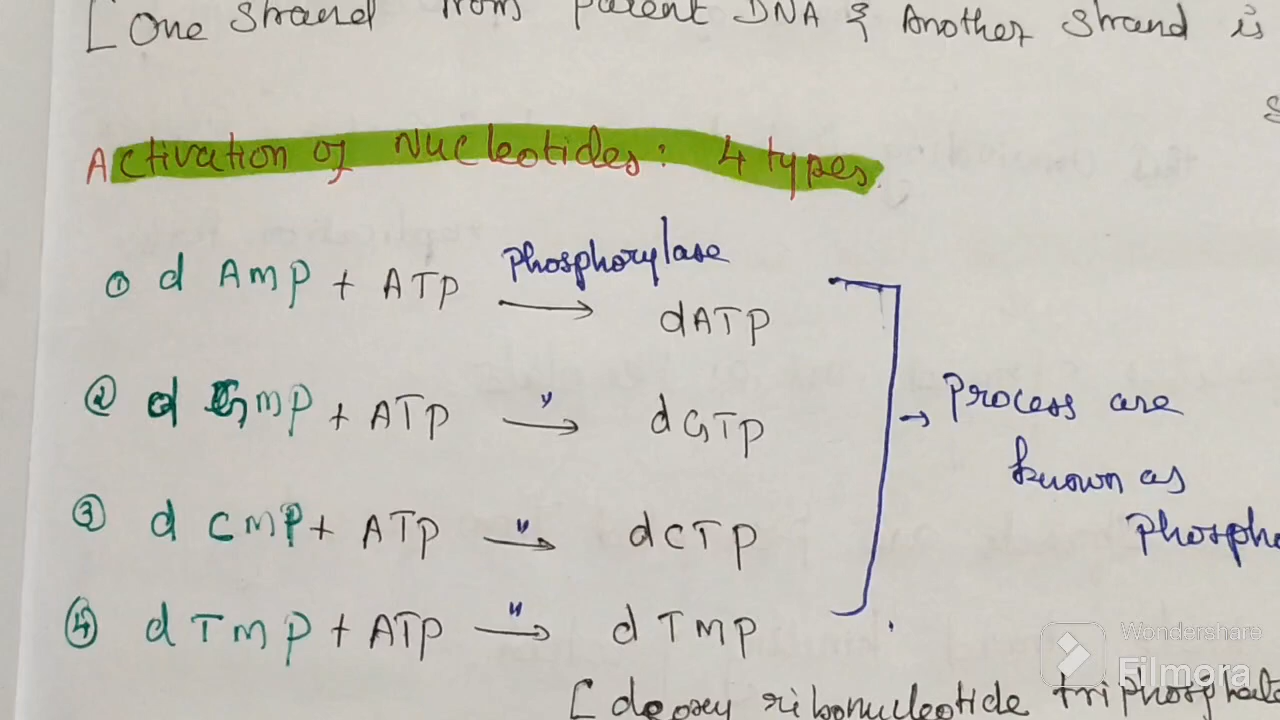 [One strand from parent DNA & Another strand is
Activation of Nucleotides: 4 types.
① d AMP + ATP phosphorylase → dATP
② d GMP + ATP " → dGTP
③ d CMP + ATP " → dCTP
④ d TMP + ATP " → d TMP
→ Process are
known as
phospho
[deoxy ribonucleotide triphosphat
Wondershare
Filmora